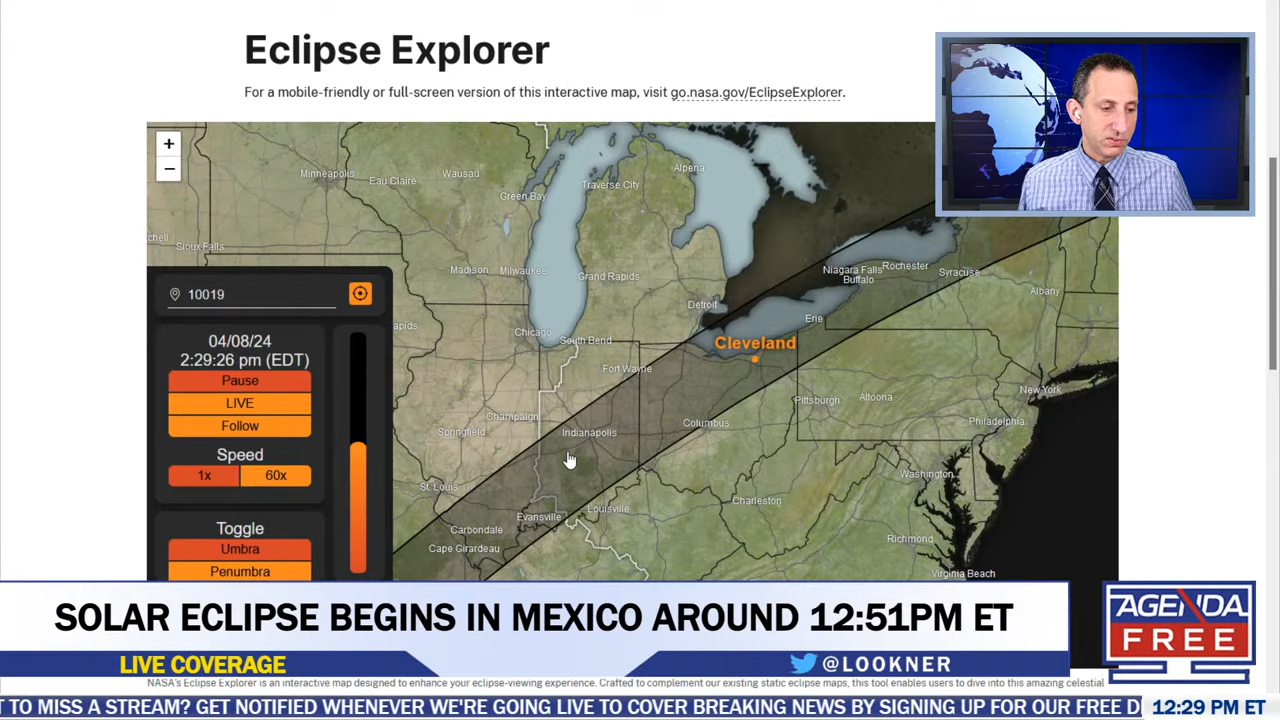 Eclipse Explorer
For a mobile-friendly or full-screen version of this interactive map, visit go.nasa.gov/EclipseExplorer.
+
−
Minneapolis
Eau Claire
Wausau
Green Bay
Traverse City
Alpena
chell
Sioux Falls
Madison
Milwaukee
Grand Rapids
Detroit
Niagara Falls
Buffalo
Rochester
Syracuse
Albany
10019
apids
Chicago
South Bend
Erie
Cleveland
04/08/24
2:29:26 pm (EDT)
Pause
LIVE
Follow
Fort Wayne
Pittsburgh
Altoona
New York
Champaign
Springfield
Indianapolis
Columbus
Philadelphia
Speed
1x
60x
St. Louis
Washington
Charleston
Evansville
Louisville
Toggle
Umbra
Penumbra
Carbondale
Cape Girardeau
Richmond
Virginia Beach
SOLAR ECLIPSE BEGINS IN MEXICO AROUND 12:51PM ET
AGENDA
FREE
LIVE COVERAGE
@LOOKNER
NASA's Eclipse Explorer is an interactive map designed to enhance your eclipse-viewing experience. Crafted to complement our existing static eclipse maps, this tool enables users to dive into this amazing celestial
T TO MISS A STREAM? GET NOTIFIED WHENEVER WE'RE GOING LIVE TO COVER BREAKING NEWS BY SIGNING UP FOR OUR FREE D
12:29 PM ET